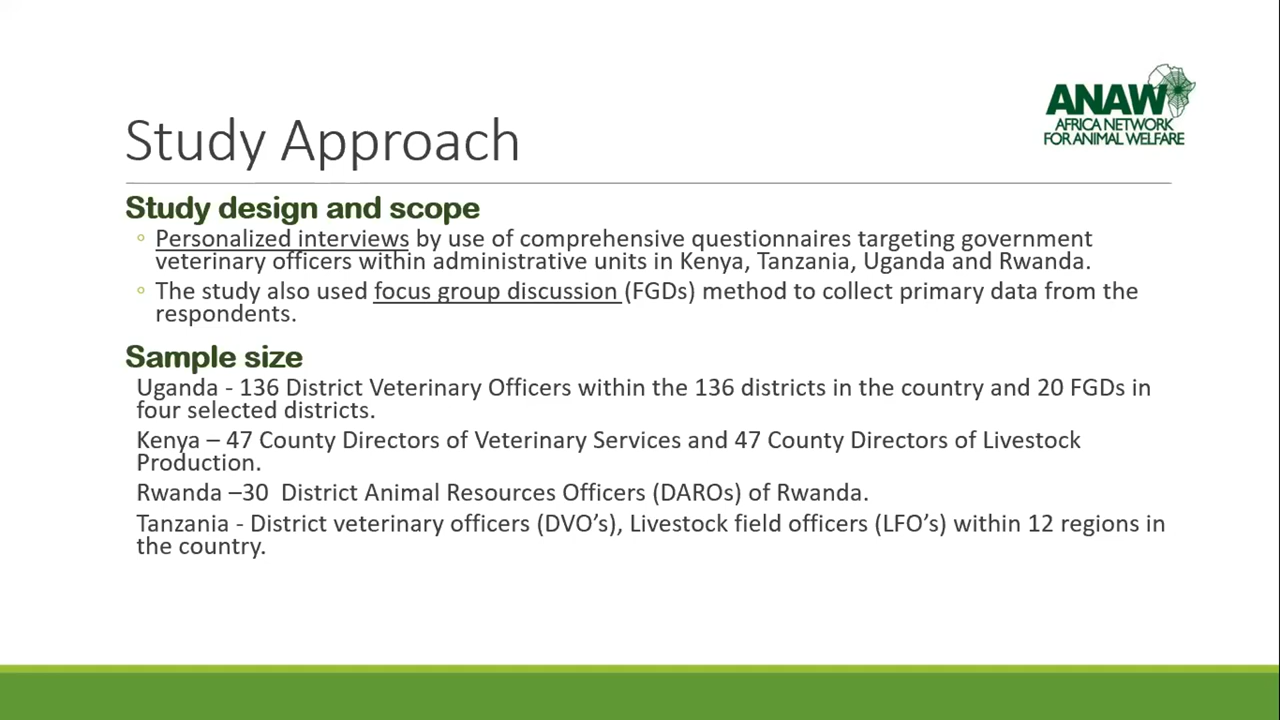 ANAW
AFRICA NETWORK
FOR ANIMAL WELFARE
Study Approach
Study design and scope
Personalized interviews by use of comprehensive questionnaires targeting government
veterinary officers within administrative units in Kenya, Tanzania, Uganda and Rwanda.
The study also used focus group discussion (FGDs) method to collect primary data from the
respondents.
Sample size
Uganda - 136 District Veterinary Officers within the 136 districts in the country and 20 FGDs in
four selected districts.
Kenya – 47 County Directors of Veterinary Services and 47 County Directors of Livestock
Production.
Rwanda –30 District Animal Resources Officers (DAROs) of Rwanda.
Tanzania - District veterinary officers (DVO’s), Livestock field officers (LFO’s) within 12 regions in
the country.